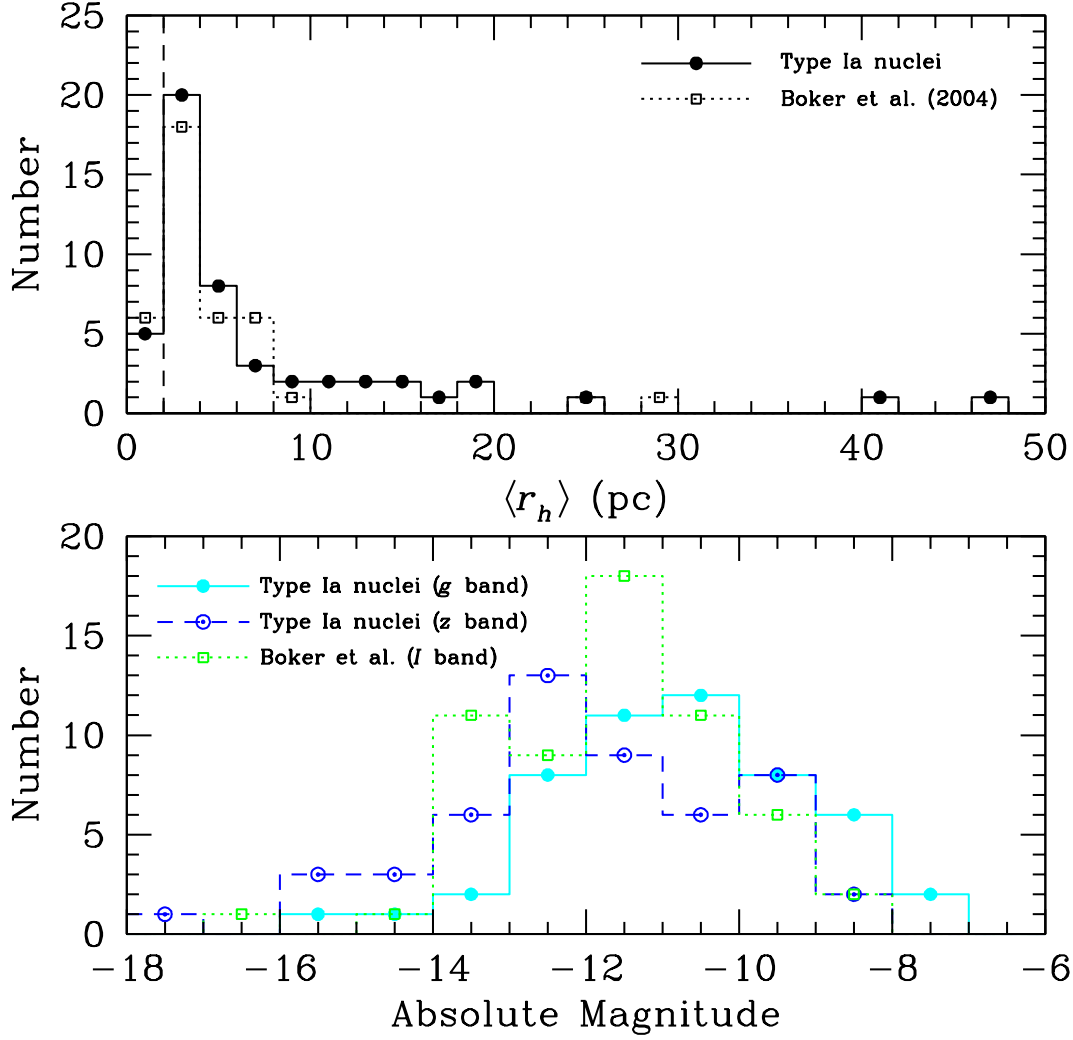 25
20
15
10
5
0
Number
Type Ia nuclei
Boker et al. (2004)
0 10 20 30 40 50
⟨r_h⟩ (pc)
20
15
10
5
0
Number
Type Ia nuclei (g band)
Type Ia nuclei (z band)
Boker et al. (I band)
−18 −16 −14 −12 −10 −8 −6
Absolute Magnitude